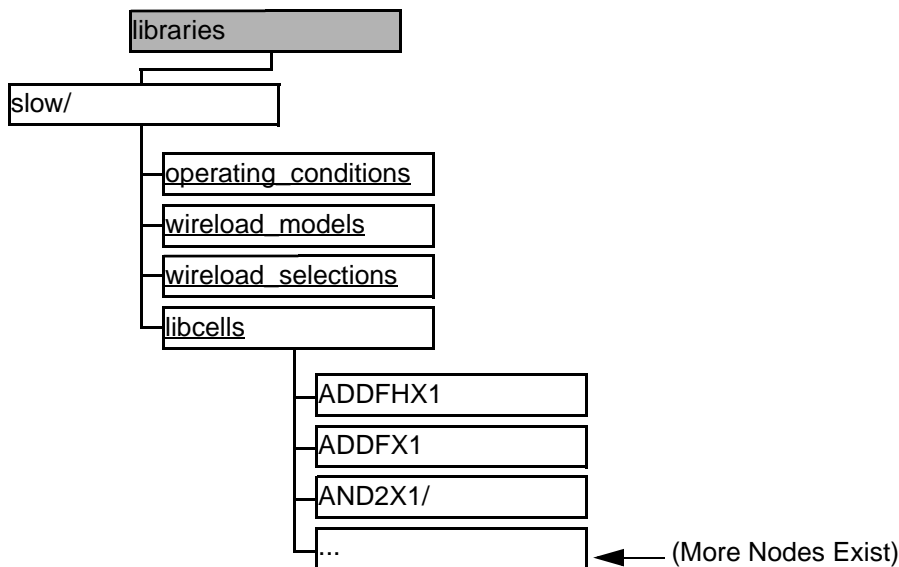 libraries
slow/
operating_conditions
wireload_models
wireload_selections
libcells
ADDFHX1
ADDFX1
AND2X1/
...
(More Nodes Exist)